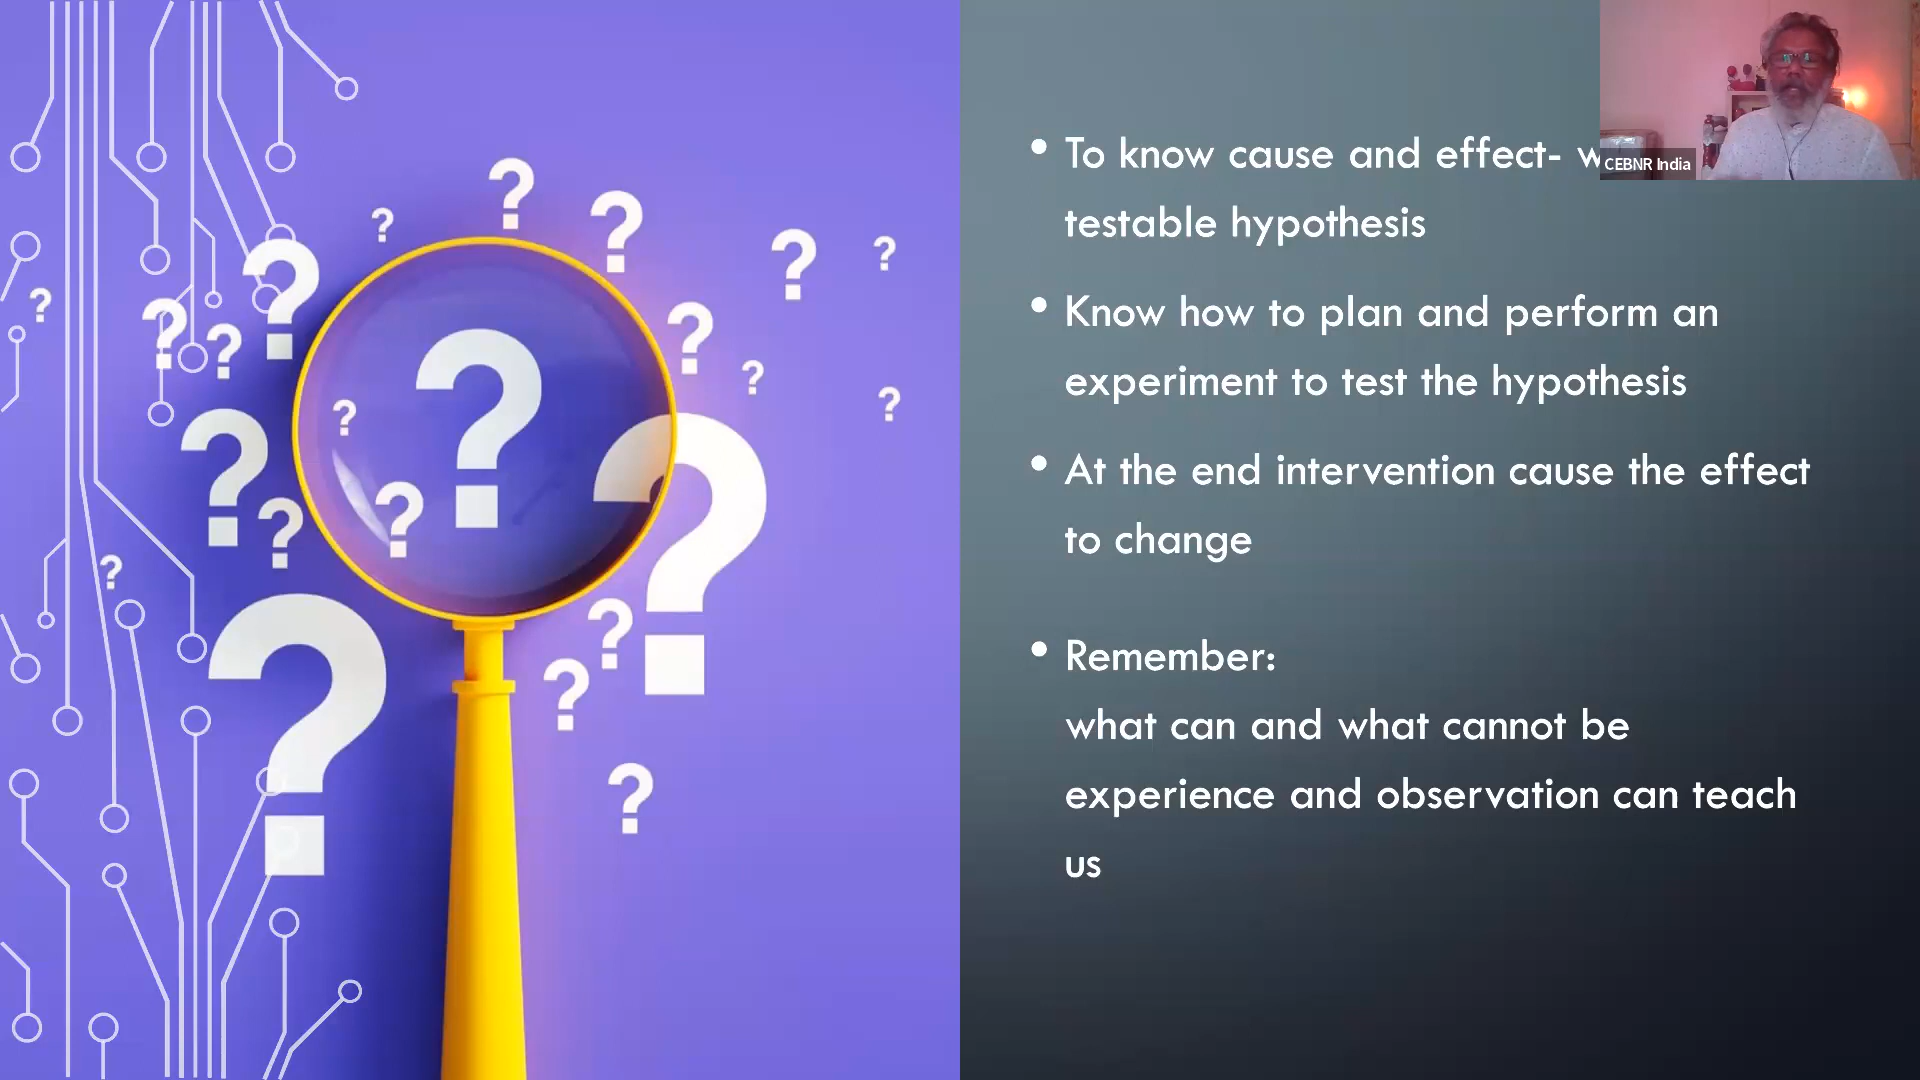 • To know cause and effect-
testable hypothesis
• Know how to plan and perform an
experiment to test the hypothesis
• At the end intervention cause the effect
to change
• Remember:
what can and what cannot be
experience and observation can teach
us
CEBNR India